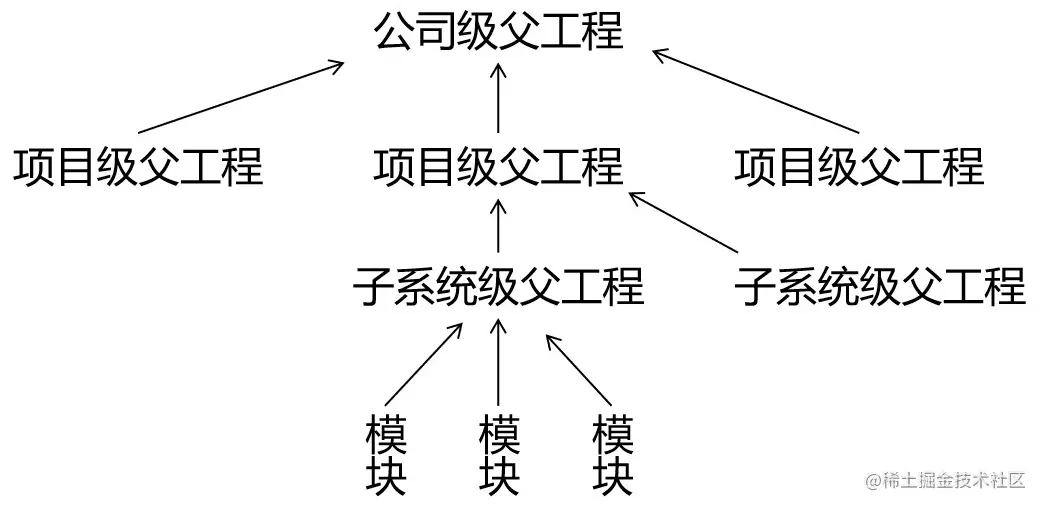 公司级父工程
项目级父工程 项目级父工程 项目级父工程
子系统级父工程 子系统级父工程
模块 模块 模块
@稀土掘金技术社区